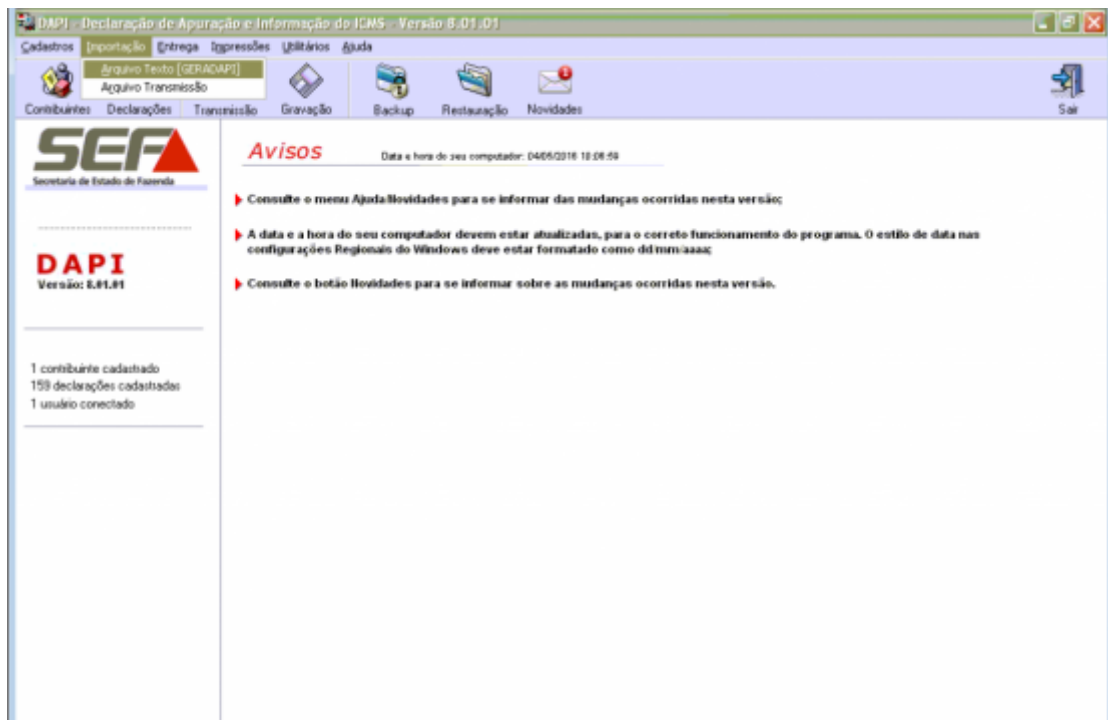 DAPI - Declaração de Apuração e Informação do ICMS - Versão 8.01.01
Cadastros Importação Entrega Impressões Utilitários Ajuda
Arquivo Texto [GERADAPI]
Arquivo Transmissão
Contribuintes Declarações Transmissão Gravação Backup Restauração Novidades Sair
SEF
Secretaria de Estado de Fazenda
Avisos Data e hora do seu computador: 04/05/2016 18:06:59
Consulte o menu Ajuda/Novidades para se informar das mudanças ocorridas nesta versão;
A data e a hora do seu computador devem estar atualizadas, para o correto funcionamento do programa. O estilo de data nas
configurações Regionais do Windows deve estar formatado como dd/mm/aaaa;
Consulte o botão Novidades para se informar sobre as mudanças ocorridas nesta versão.
DAPI
Versão: 8.01.01
1 contribuinte cadastrado
159 declarações cadastradas
1 usuário conectado